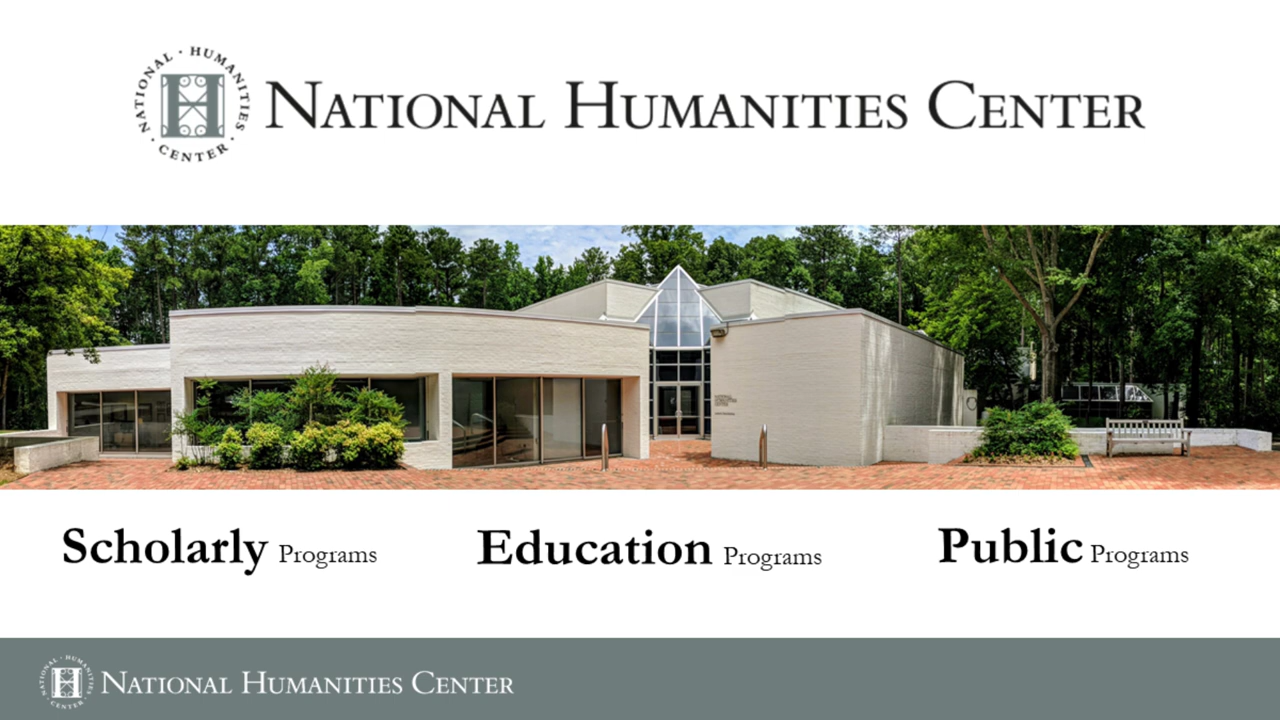 NATIONAL · HUMANITIES · CENTER ·
H
NATIONAL HUMANITIES CENTER
Scholarly Programs
Education Programs
Public Programs
NATIONAL · HUMANITIES · CENTER ·
H
NATIONAL HUMANITIES CENTER